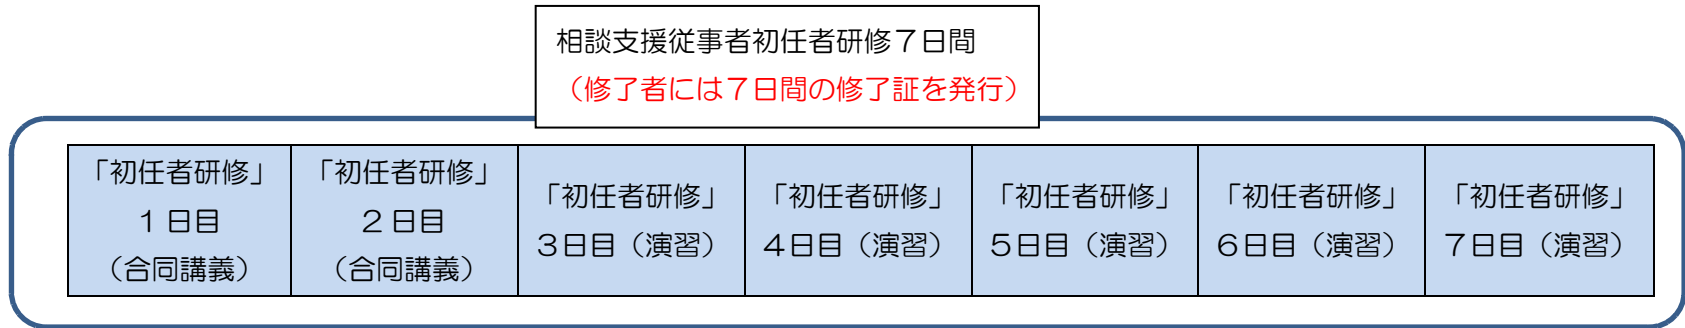 相談支援従事者初任者研修７日間
（修了者には７日間の修了証を発行）
「初任者研修」
１日目
（合同講義）
「初任者研修」
２日目
（合同講義）
「初任者研修」
３日目（演習）
「初任者研修」
４日目（演習）
「初任者研修」
５日目（演習）
「初任者研修」
６日目（演習）
「初任者研修」
７日目（演習）